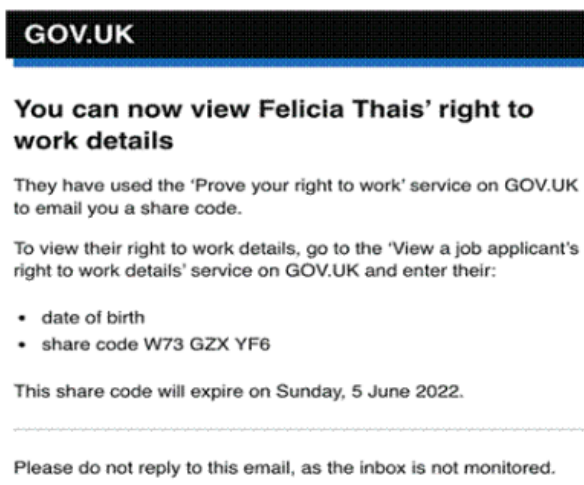 GOV.UK
You can now view Felicia Thais’ right to
work details
They have used the ‘Prove your right to work’ service on GOV.UK
to email you a share code.
To view their right to work details, go to the ‘View a job applicant’s
right to work details’ service on GOV.UK and enter their:
• date of birth
• share code W73 GZX YF6
This share code will expire on Sunday, 5 June 2022.
Please do not reply to this email, as the inbox is not monitored.